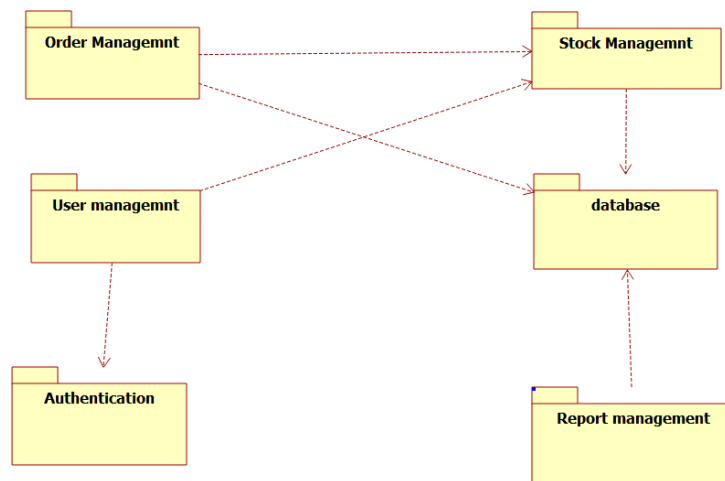 Order Managemnt
Stock Managemnt
User managemnt
database
Authentication
Report management